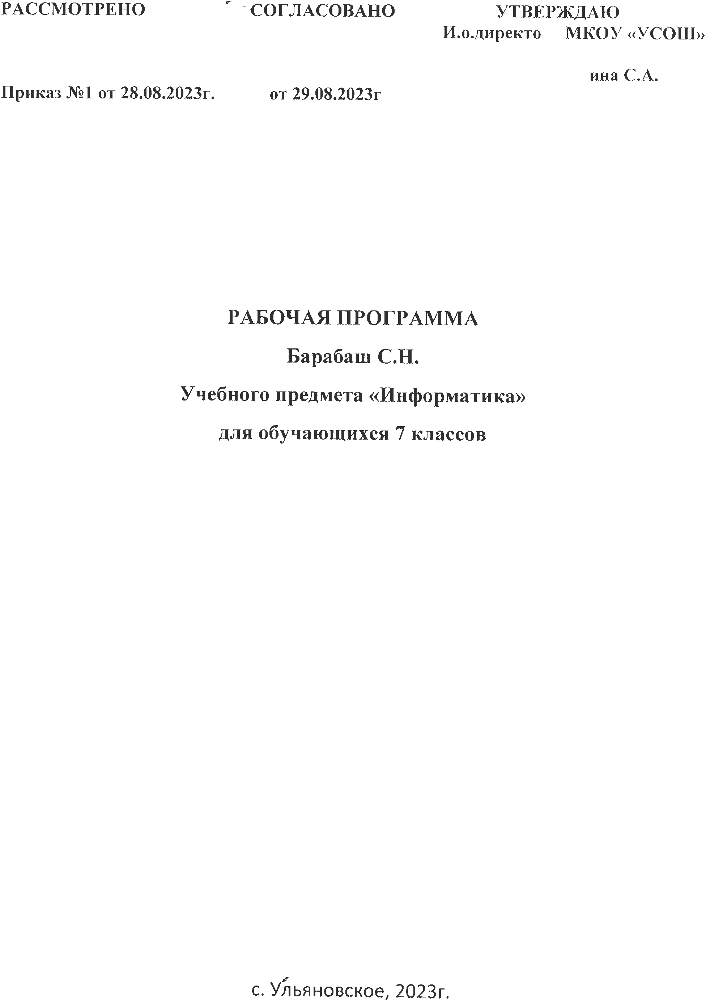 РАССМОТРЕНО СОГЛАСОВАНО УТВЕРЖДАЮ
И.о.директо МКОУ «УСОШ»
ина С.А.
Приказ №1 от 28.08.2023г. от 29.08.2023г
РАБОЧАЯ ПРОГРАММА
Барабаш С.Н.
Учебного предмета «Информатика»
для обучающихся 7 классов
с. Ульяновское, 2023г.